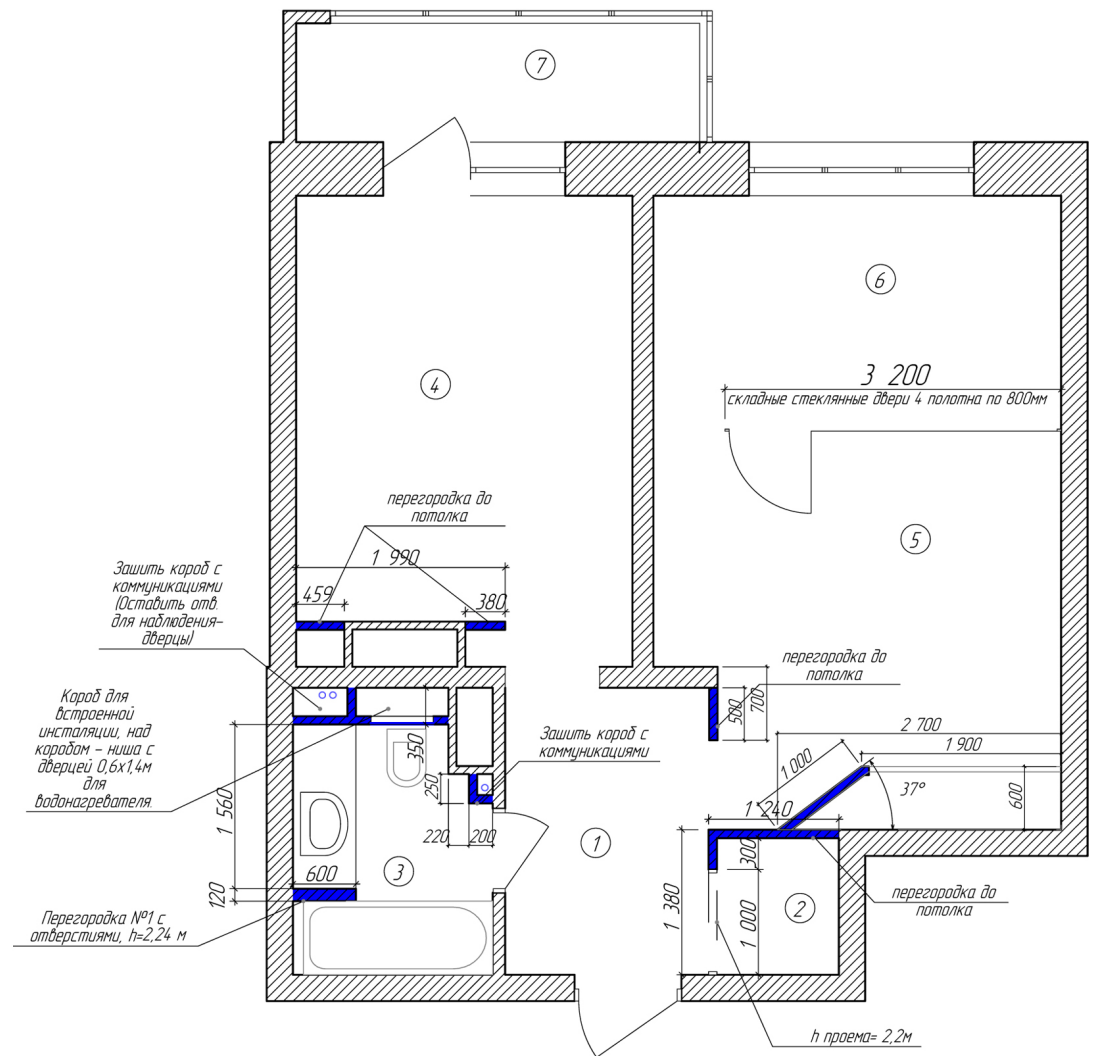 7
6
3 200
складные стеклянные двери 4 полотна по 800мм
4
5
перегородка до
потолка
1 990
459
380
Зашить короб с
коммуникациями
(Оставить отв.
для наблюдения-
дверцы)
перегородка до
потолка
Короб для
встроенной
инсталяции, над
коробом - ниша с
дверцей 0,6х1,4м
для
водонагревателя.
350
500
700
Зашить короб с
коммуникациями
2 700
1 900
1 000
37°
600
250
1 560
220
200
1 240
1
300
600
3
120
1 380
1 000
2
перегородка до
потолка
Перегородка №1 с
отверстиями, h=2,24 м
h проема= 2,2м